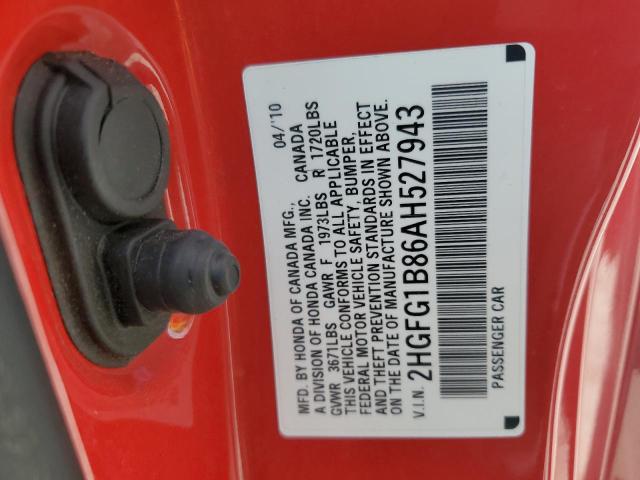 MFD. BY HONDA OF CANADA MFG., 04/'10
A DIVISION OF HONDA CANADA INC. CANADA
GVWR 3671LBS GAWR F 1973LBS R 1720LBS
THIS VEHICLE CONFORMS TO ALL APPLICABLE
FEDERAL MOTOR VEHICLE SAFETY, BUMPER,
AND THEFT PREVENTION STANDARDS IN EFFECT
ON THE DATE OF MANUFACTURE SHOWN ABOVE.
V.I.N. 2HGFG1B86AH527943
PASSENGER CAR